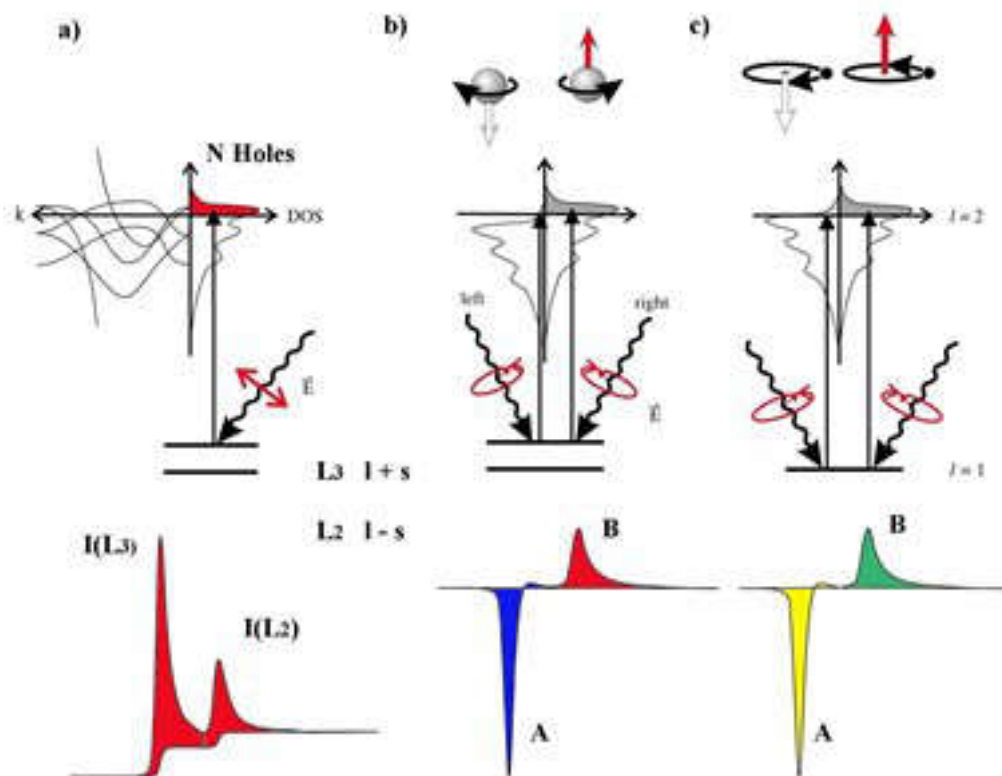 a)
b)
c)
N Holes
k
DOS
l = 2
left
right
E
E
L3 l + s
l = 1
L2 l - s
I(L3)
I(L2)
B
B
A
A